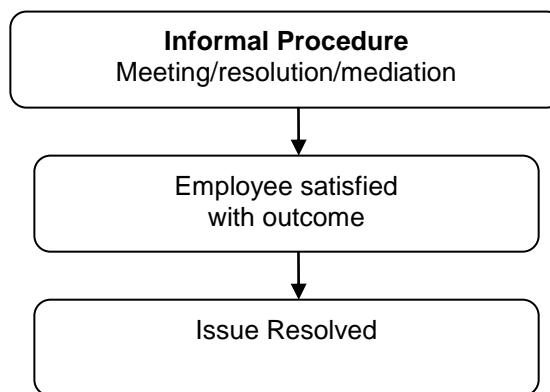 Informal Procedure
Meeting/resolution/mediation
Employee satisfied
with outcome
Issue Resolved